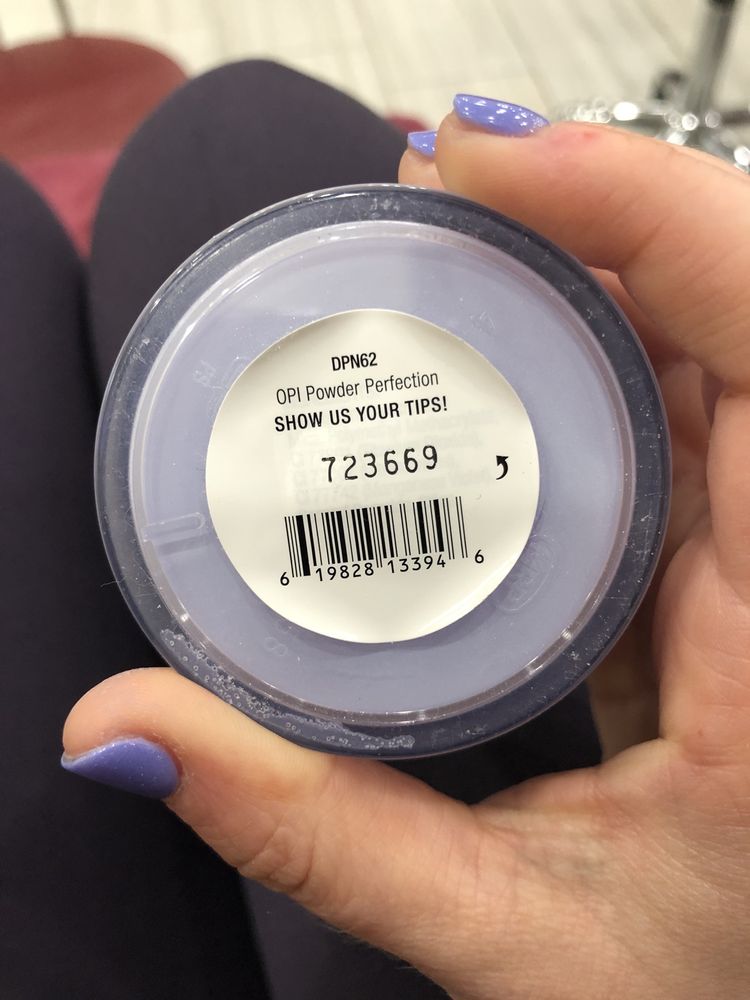 DPN62
OPI Powder Perfection
SHOW US YOUR TIPS!
723669
6 19828 13394 6